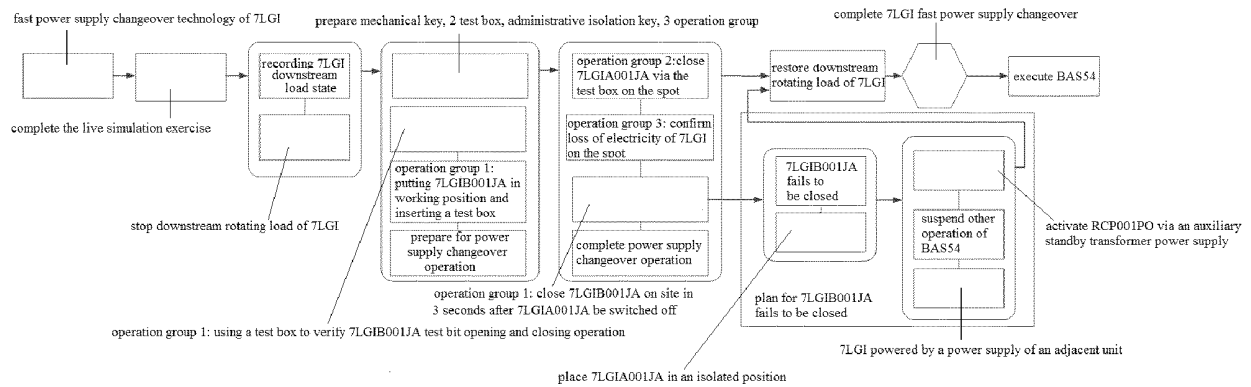 fast power supply changeover technology of 7LGI
complete the live simulation exercise
recording 7LGI
downstream
load state
stop downstream rotating load of 7LGI
prepare mechanical key, 2 test box, administrative isolation key, 3 operation group
operation group 1:
putting 7LGIB001JA in
working position and
inserting a test box
prepare for power
supply changeover
operation
operation group 1: using a test box to verify 7LGIB001JA test bit opening and closing operation
operation group 2:close
7LGIA001JA via the
test box on the spot
operation group 3: confirm
loss of electricity of 7LGI
on the spot
complete power supply
changeover operation
operation group 1: close 7LGIB001JA on site in
3 seconds after 7LGIA001JA be switched off
restore downstream
rotating load of 7LGI
complete 7LGI fast power supply changeover
execute BAS54
7LGIB001JA
fails to
be closed
place 7LGIA001JA in an isolated position
plan for 7LGIB001JA
fails to be closed
suspend other
operation of
BAS54
activate RCP001PO via an auxiliary
standby transformer power supply
7LGI powered by a power supply of an adjacent unit